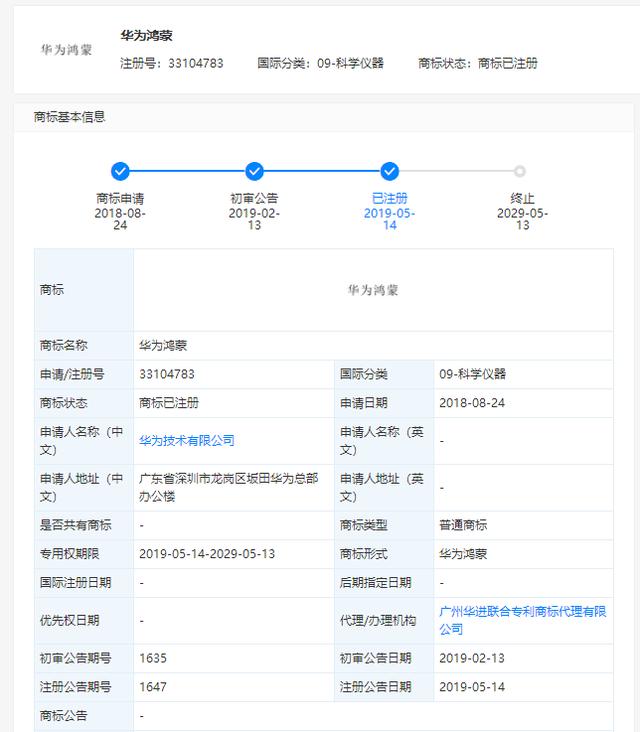 华为鸿蒙
华为鸿蒙
注册号：33104783 国际分类：09-科学仪器 商标状态：商标已注册
商标基本信息
商标申请 初审公告 已注册 终止
2018-08- 2019-02- 2019-05- 2029-05-
24 13 14 13
商标 华为鸿蒙
商标名称 华为鸿蒙
申请/注册号 33104783 国际分类 09-科学仪器
商标状态 商标已注册 申请日期 2018-08-24
申请人名称（中 申请人名称（英
华为技术有限公司 -
文） 文）
申请人地址（中 广东省深圳市龙岗区坂田华为总部 申请人地址（英
-
文） 办公楼 文）
是否共有商标 - 商标类型 普通商标
专用权期限 2019-05-14-2029-05-13 商标形式 华为鸿蒙
国际注册日期 - 后期指定日期 -
广州华进联合专利商标代理有限
优先权日期 - 代理/办理机构
公司
初审公告期号 1635 初审公告日期 2019-02-13
注册公告期号 1647 注册公告日期 2019-05-14
商标公告 -